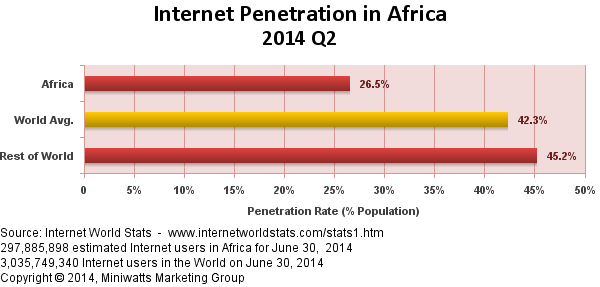 Internet Penetration in Africa
2014 Q2
Africa
26.5%
World Avg.
42.3%
Rest of World
45.2%
0 5% 10% 15% 20% 25% 30% 35% 40% 45% 50%
Penetration Rate (% Population)
Source: Internet World Stats - www.internetworldstats.com/stats1.htm
297,885,898 estimated Internet users in Africa for June 30, 2014
3,035,749,340 Internet users in the World on June 30, 2014
Copyright © 2014, Miniwatts Marketing Group